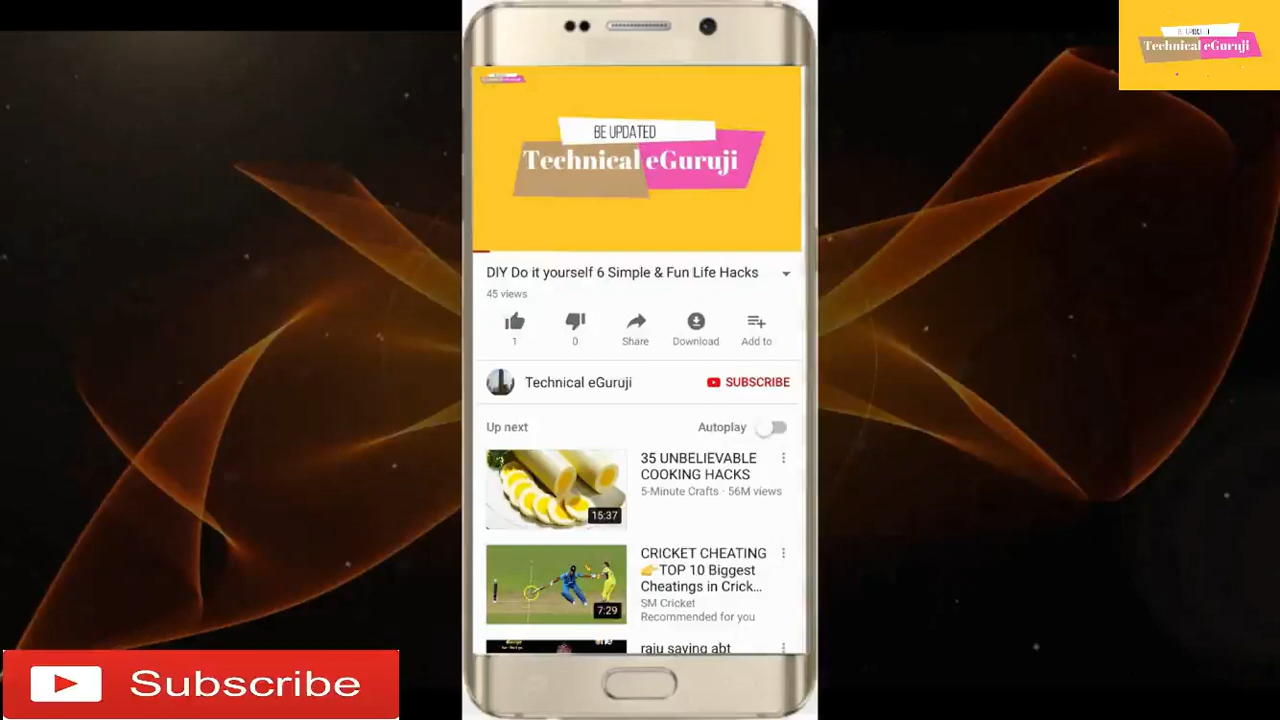 BE UPDATED
Technical eGuruji
BE UPDATED
Technical eGuruji
DIY Do it yourself 6 Simple & Fun Life Hacks
45 views
1
0
Share
Download
Add to
Technical eGuruji
SUBSCRIBE
Up next
Autoplay
35 UNBELIEVABLE
COOKING HACKS
5-Minute Crafts · 56M views
15:37
CRICKET CHEATING
👉TOP 10 Biggest
Cheatings in Crick...
SM Cricket
Recommended for you
7:29
raju saying abt
Subscribe